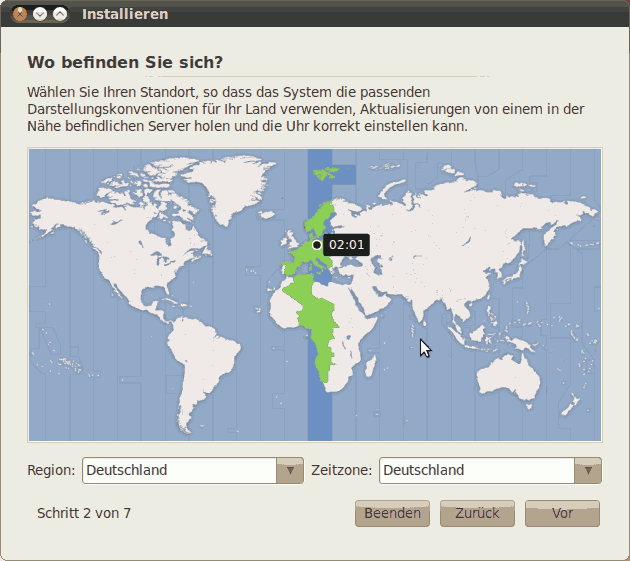 Installieren
Wo befinden Sie sich?
Wählen Sie Ihren Standort, so dass das System die passenden
Darstellungskonventionen für Ihr Land verwenden, Aktualisierungen von einem in der
Nähe befindlichen Server holen und die Uhr korrekt einstellen kann.
02:01
Region: Deutschland Zeitzone: Deutschland
Schritt 2 von 7 Beenden Zurück Vor